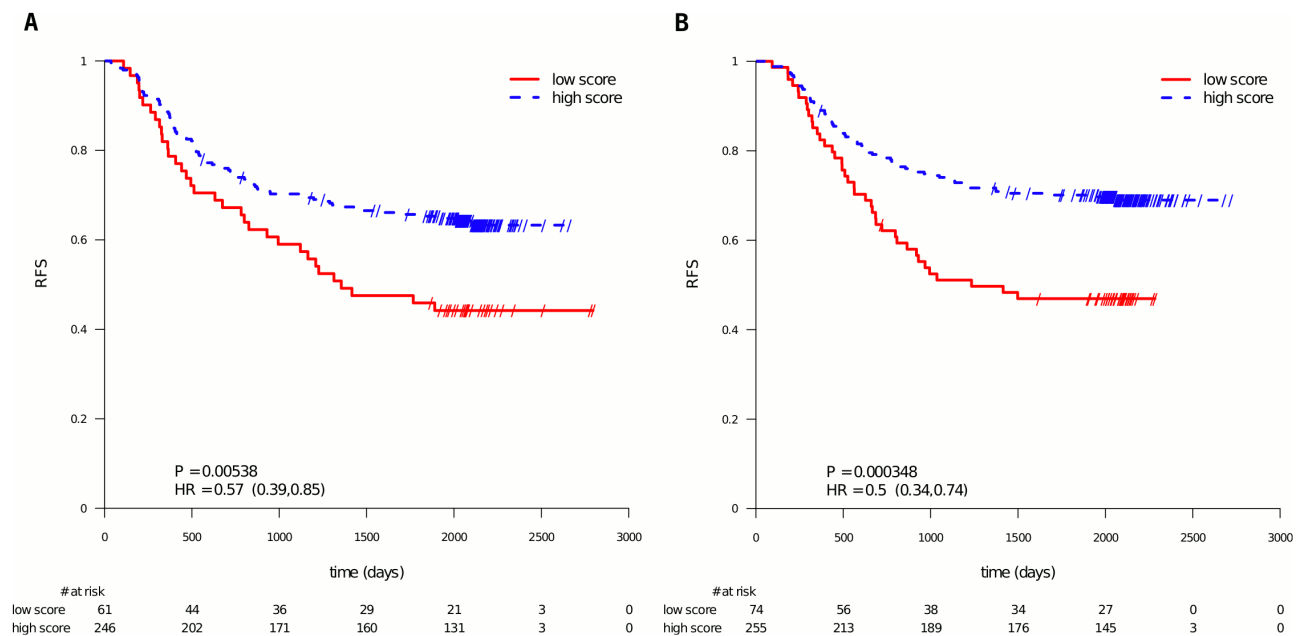 A
1
0.8
0.6
0.4
0.2
0
RFS
low score
high score
P =0.00538
HR =0.57 (0.39,0.85)
0 500 1000 1500 2000 2500 3000
time (days)
# at risk
low score 61 44 36 29 21 3 0
high score 246 202 171 160 131 3 0
B
1
0.8
0.6
0.4
0.2
0
RFS
low score
high score
P =0.000348
HR =0.5 (0.34,0.74)
0 500 1000 1500 2000 2500 3000
time (days)
# at risk
low score 74 56 38 34 27 0 0
high score 255 213 189 176 145 3 0